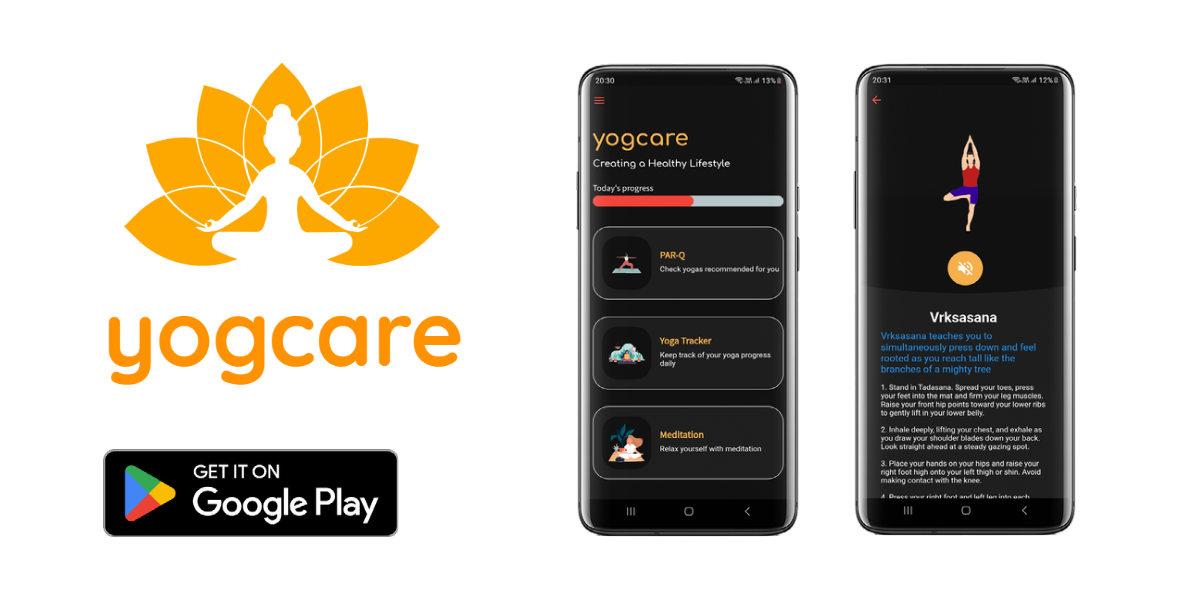 yogcare
GET IT ON
Google Play
20:30
13%
yogcare
Creating a Healthy Lifestyle
Today's progress
PAR-Q
Check yogas recommended for you
Yoga Tracker
Keep track of your yoga progress
daily
Meditation
Relax yourself with meditation
20:31
12%
Vrksasana
Vrksasana teaches you to
simultaneously press down and feel
rooted as you reach tall like the
branches of a mighty tree
1. Stand in Tadasana. Spread your toes, press
your feet into the mat and firm your leg muscles.
Raise your front hip points toward your lower ribs
to gently lift in your lower belly.
2. Inhale deeply, lifting your chest, and exhale as
you draw your shoulder blades down your back.
Look straight ahead at a steady gazing spot.
3. Place your hands on your hips and raise your
right foot high onto your left thigh or shin. Avoid
making contact with the knee.
4. Press your right foot and left leg into each